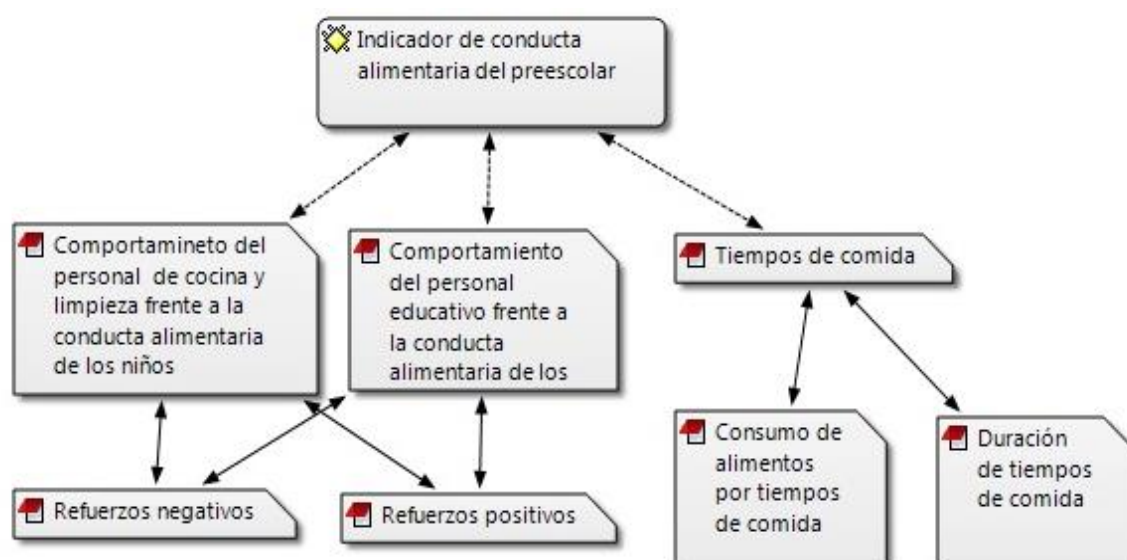 Indicador de conducta
alimentaria del preescolar
Comportamineto del
personal de cocina y
limpieza frente a la
conducta alimentaria
de los niños
Comportamiento
del personal
educativo frente a
la conducta
alimentaria de los
Tiempos de comida
Refuerzos negativos
Refuerzos positivos
Consumo de
alimentos
por tiempos
de comida
Duración
de tiempos
de comida